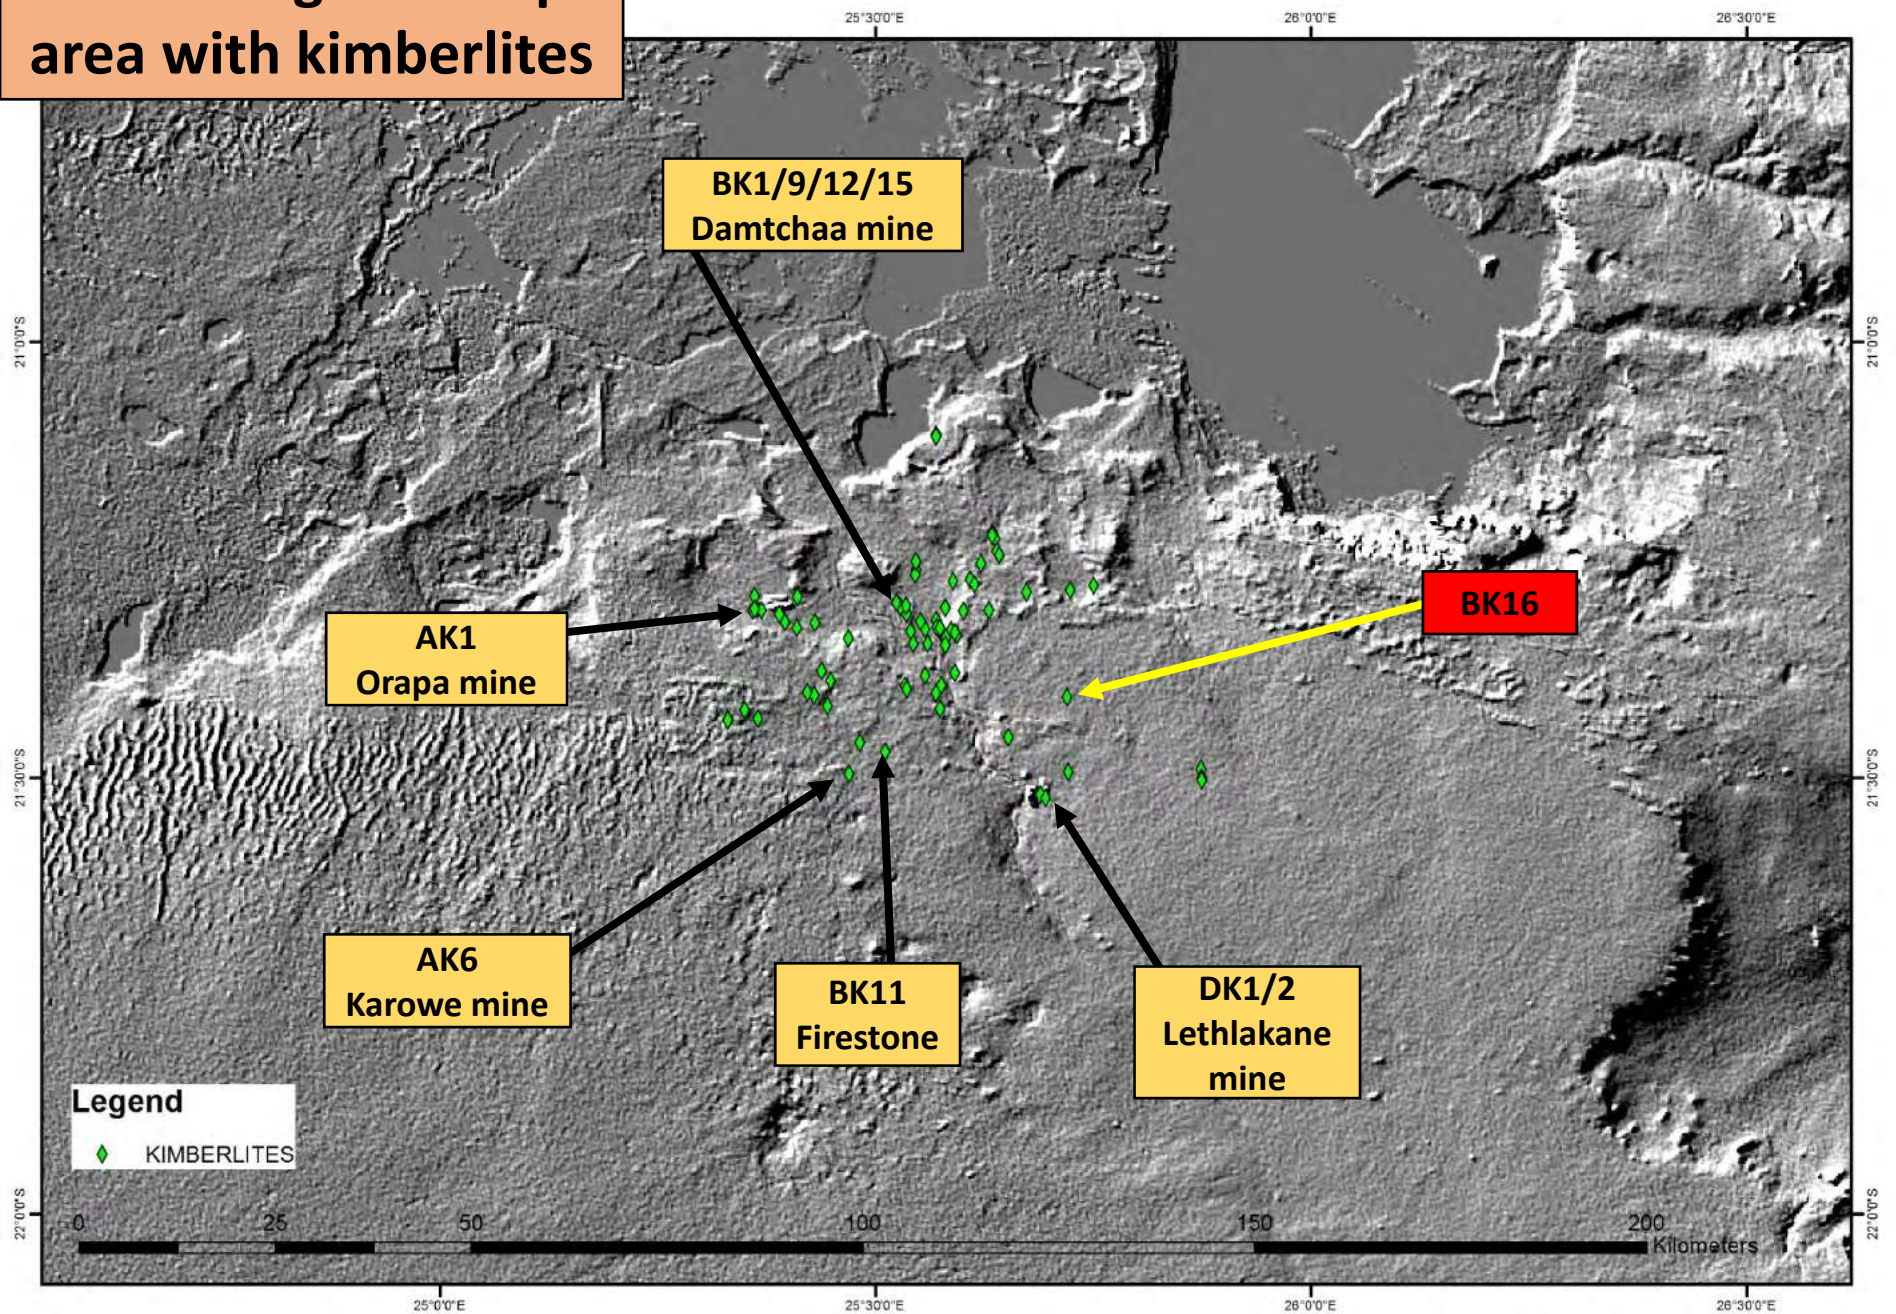 area with kimberlites
25°30'0"E
26°0'0"E
26°30'0"E
BK1/9/12/15
Damtchaa mine
21°0'0"S
21°0'0"S
BK16
AK1
Orapa mine
21°30'0"S
21°30'0"S
AK6
Karowe mine
BK11
Firestone
DK1/2
Lethlakane
mine
Legend
KIMBERLITES
22°0'0"S
22°0'0"S
0 25 50 100 150 200
Kilometers
25°0'0"E
25°30'0"E
26°0'0"E
26°30'0"E